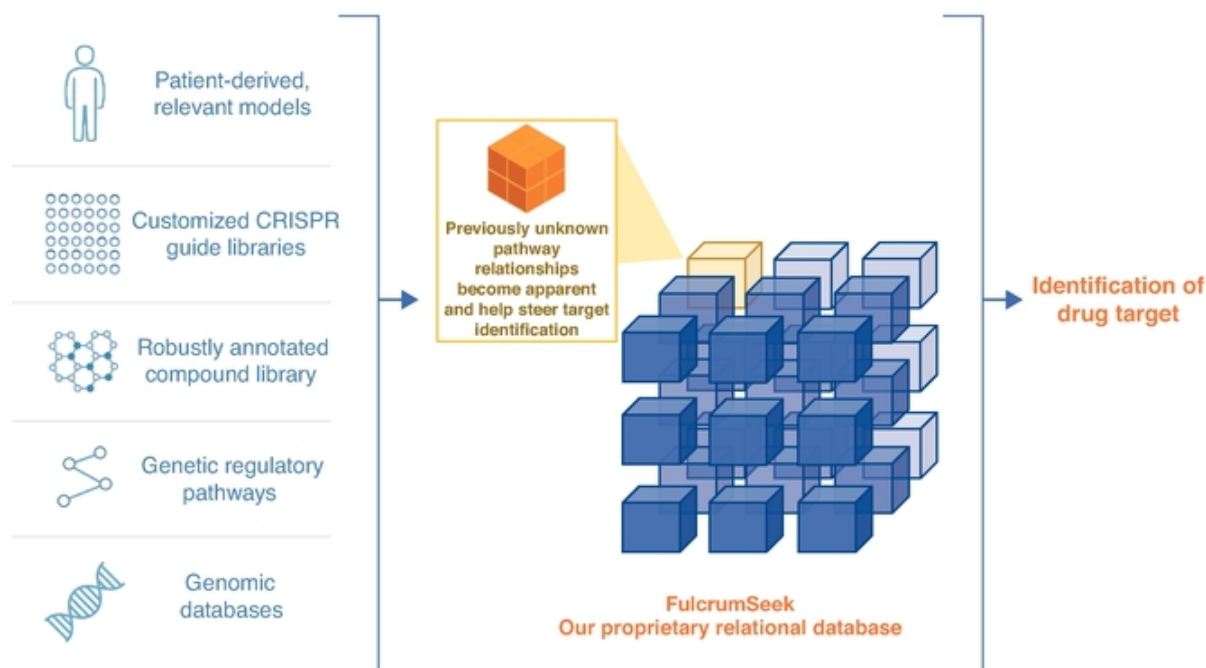 Patient-derived,
relevant models
Customized CRISPR
guide libraries
Robustly annotated
compound library
Genetic regulatory
pathways
Genomic
databases
Previously unknown
pathway
relationships
become apparent
and help steer target
identification
FulcrumSeek
Our proprietary relational database
Identification of
drug target